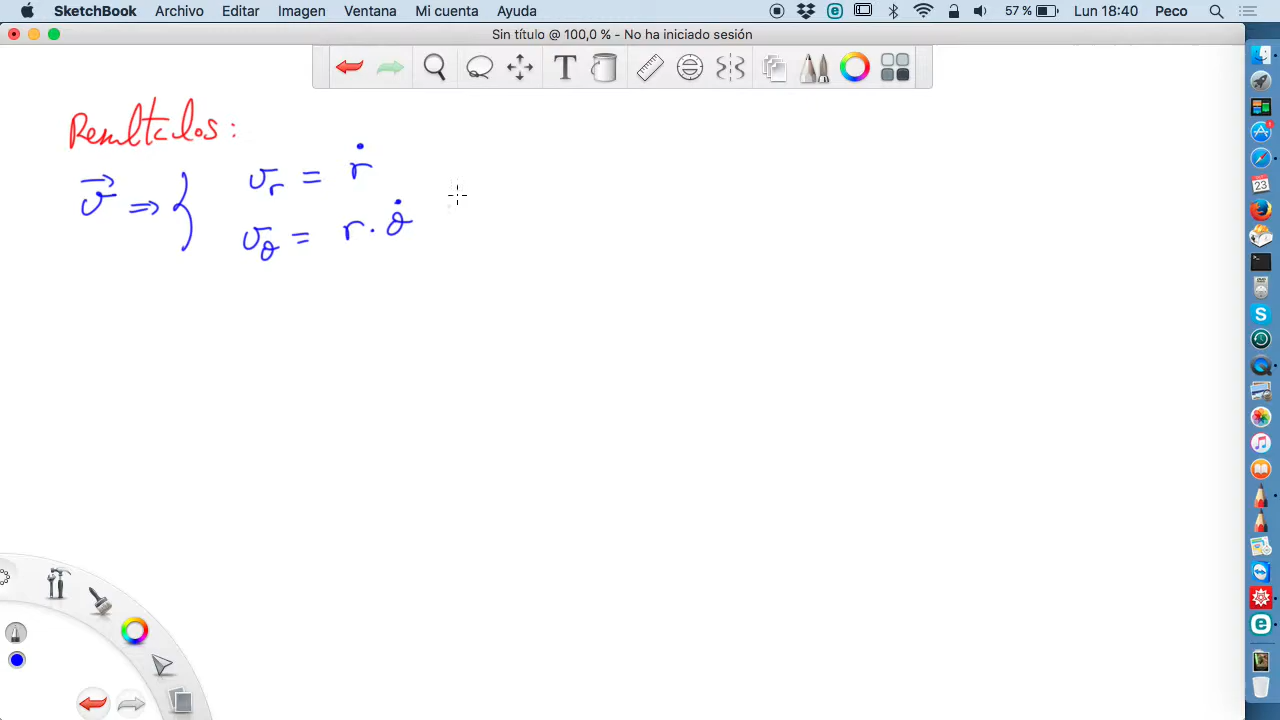 SketchBook Archivo Editar Imagen Ventana Mi cuenta Ayuda 57 % Lun 18:40 Peco
Sin título @ 100,0 % - No ha iniciado sesión
T
Resultados:
v⃗ ⇒ { v_r = ṙ
v_θ = r · θ̇
23